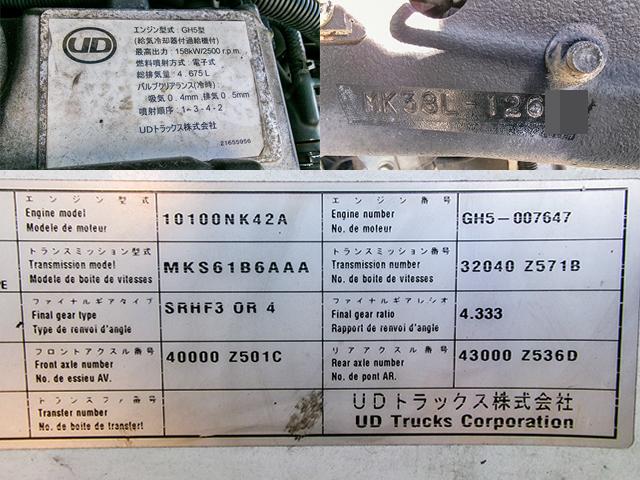 UD
エンジン型式：GH5型
(給気冷却器付過給機付)
最高出力：158kW/2500r.p.m.
燃料噴射方式：電子式
総排気量：4.675L
バルブクリアランス(冷時)
吸気0.4mm,排気0.5mm
噴射順序：1-3-4-2
UDトラックス株式会社
21655956
MK38L 120
エンジン型式
Engine model
Modele de moteur
10100NK42A
エンジン番号
Engine number
No. de moteur
GH5-007647
トランスミッション型式
Transmission model
Modele de boite de vitesses
MKS61B6AAA
トランスミッション番号
Transmission number
No. de boite de vitesses
32040 Z571B
PE
ファイナルギアタイプ
Final gear type
Type de renvoi d'angle
SRHF3 OR 4
ファイナルギアレシオ
Final gear ratio
Rapport de renvoi d'angle
4.333
フロントアクスル番号
Front axle number
No. de essieu AV.
40000 Z501C
リアアクスル番号
Rear axle number
No. de pont AR.
43000 Z536D
トランスファ番号
Transfer number
No. de boite de transfert
UDトラックス株式会社
UD Trucks Corporation